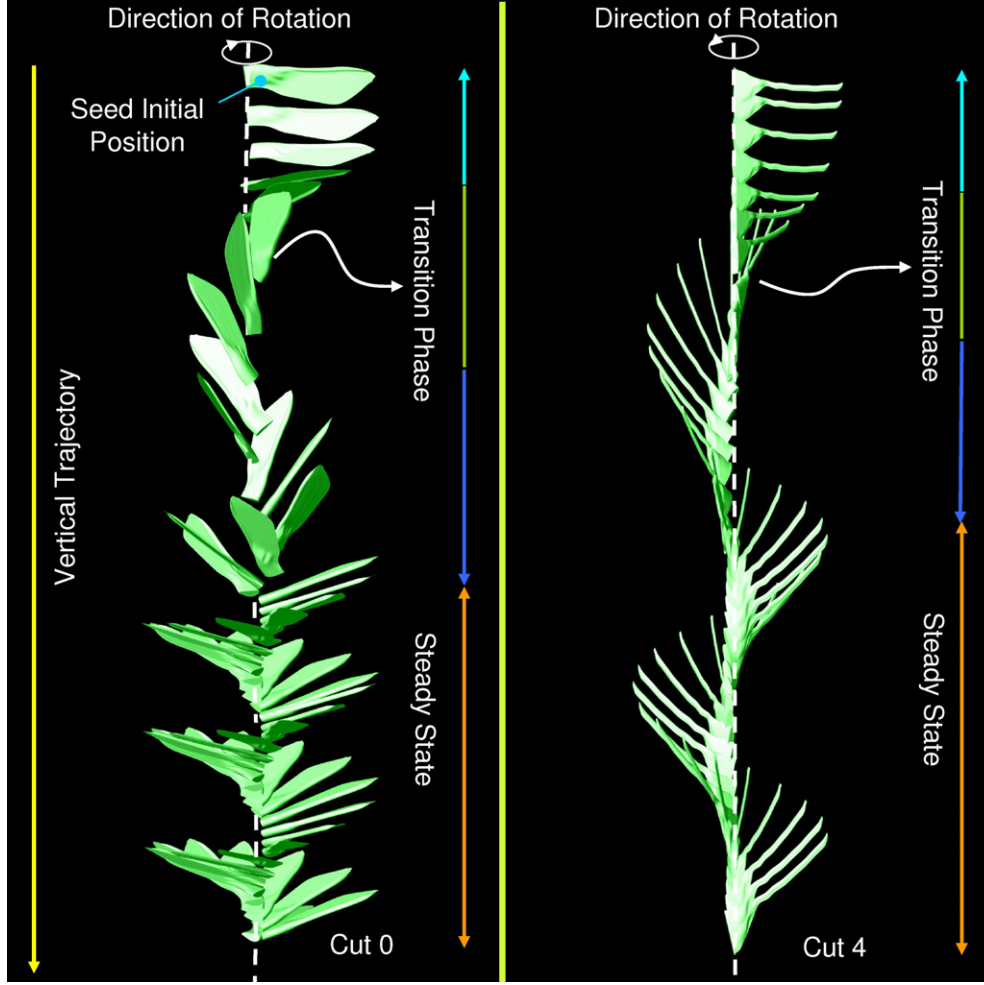 Direction of Rotation
Seed Initial
Position
Transition Phase
Vertical Trajectory
Steady State
Cut 0
Direction of Rotation
Transition Phase
Steady State
Cut 4